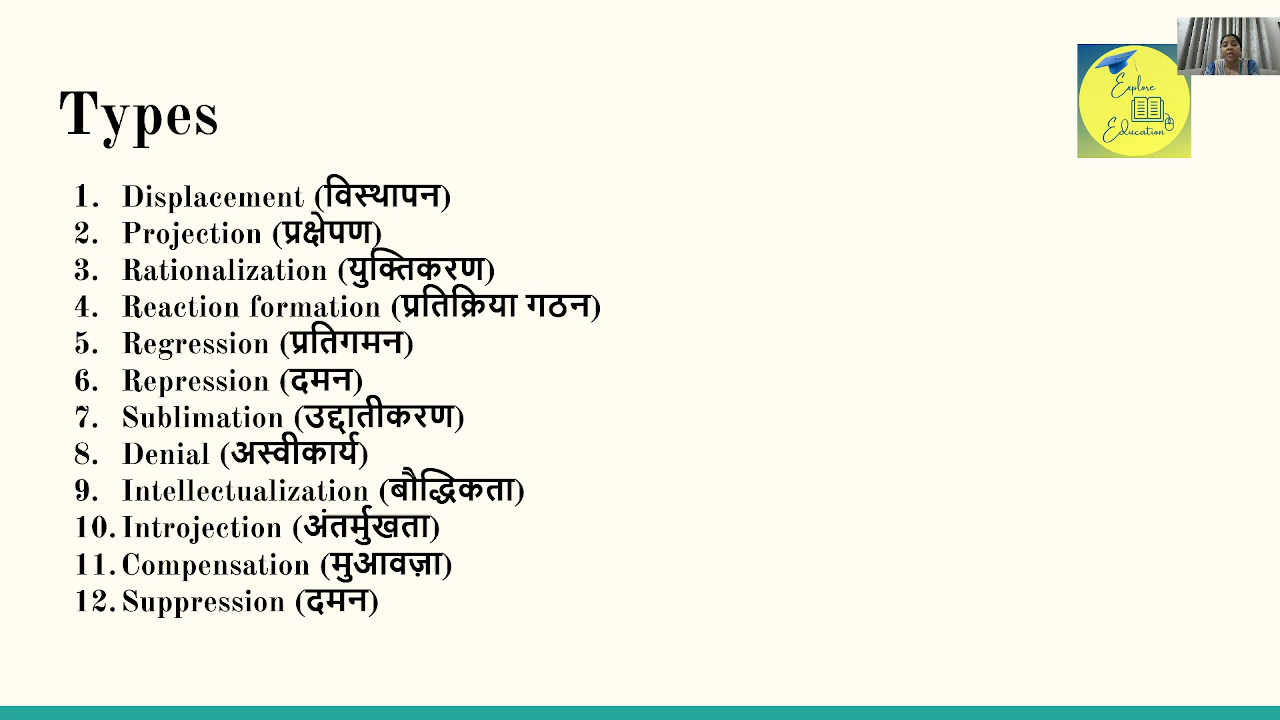 Types
Explore
Education
1. Displacement (विस्थापन)
2. Projection (प्रक्षेपण)
3. Rationalization (युक्तिकरण)
4. Reaction formation (प्रतिक्रिया गठन)
5. Regression (प्रतिगमन)
6. Repression (दमन)
7. Sublimation (उद्दातीकरण)
8. Denial (अस्वीकार्य)
9. Intellectualization (बौद्धिकता)
10. Introjection (अंतर्मुखता)
11. Compensation (मुआवज़ा)
12. Suppression (दमन)